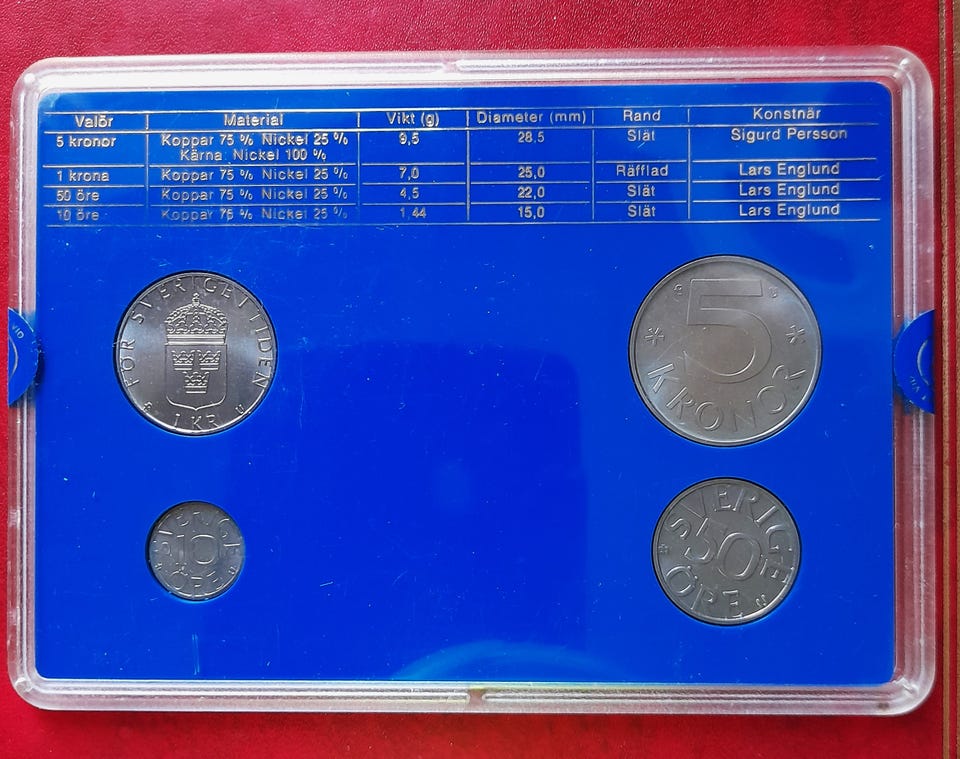 Valör Material Vikt (g) Diameter (mm) Rand Konstnär
5 kronor Koppar 75 % Nickel 25 % 9,5 28,5 Slät Sigurd Persson
Kärna: Nickel 100 %
1 krona Koppar 75 % Nickel 25 % 7,0 25,0 Räfflad Lars Englund
50 öre Koppar 75 % Nickel 25 % 4,5 22,0 Slät Lars Englund
10 öre Koppar 75 % Nickel 25 % 1,44 15,0 Slät Lars Englund
FÖR SVERIGE I TIDEN
1 KR
5
KRONOR
SVERIGE
10
ÖRE
SVERIGE
50
ÖRE